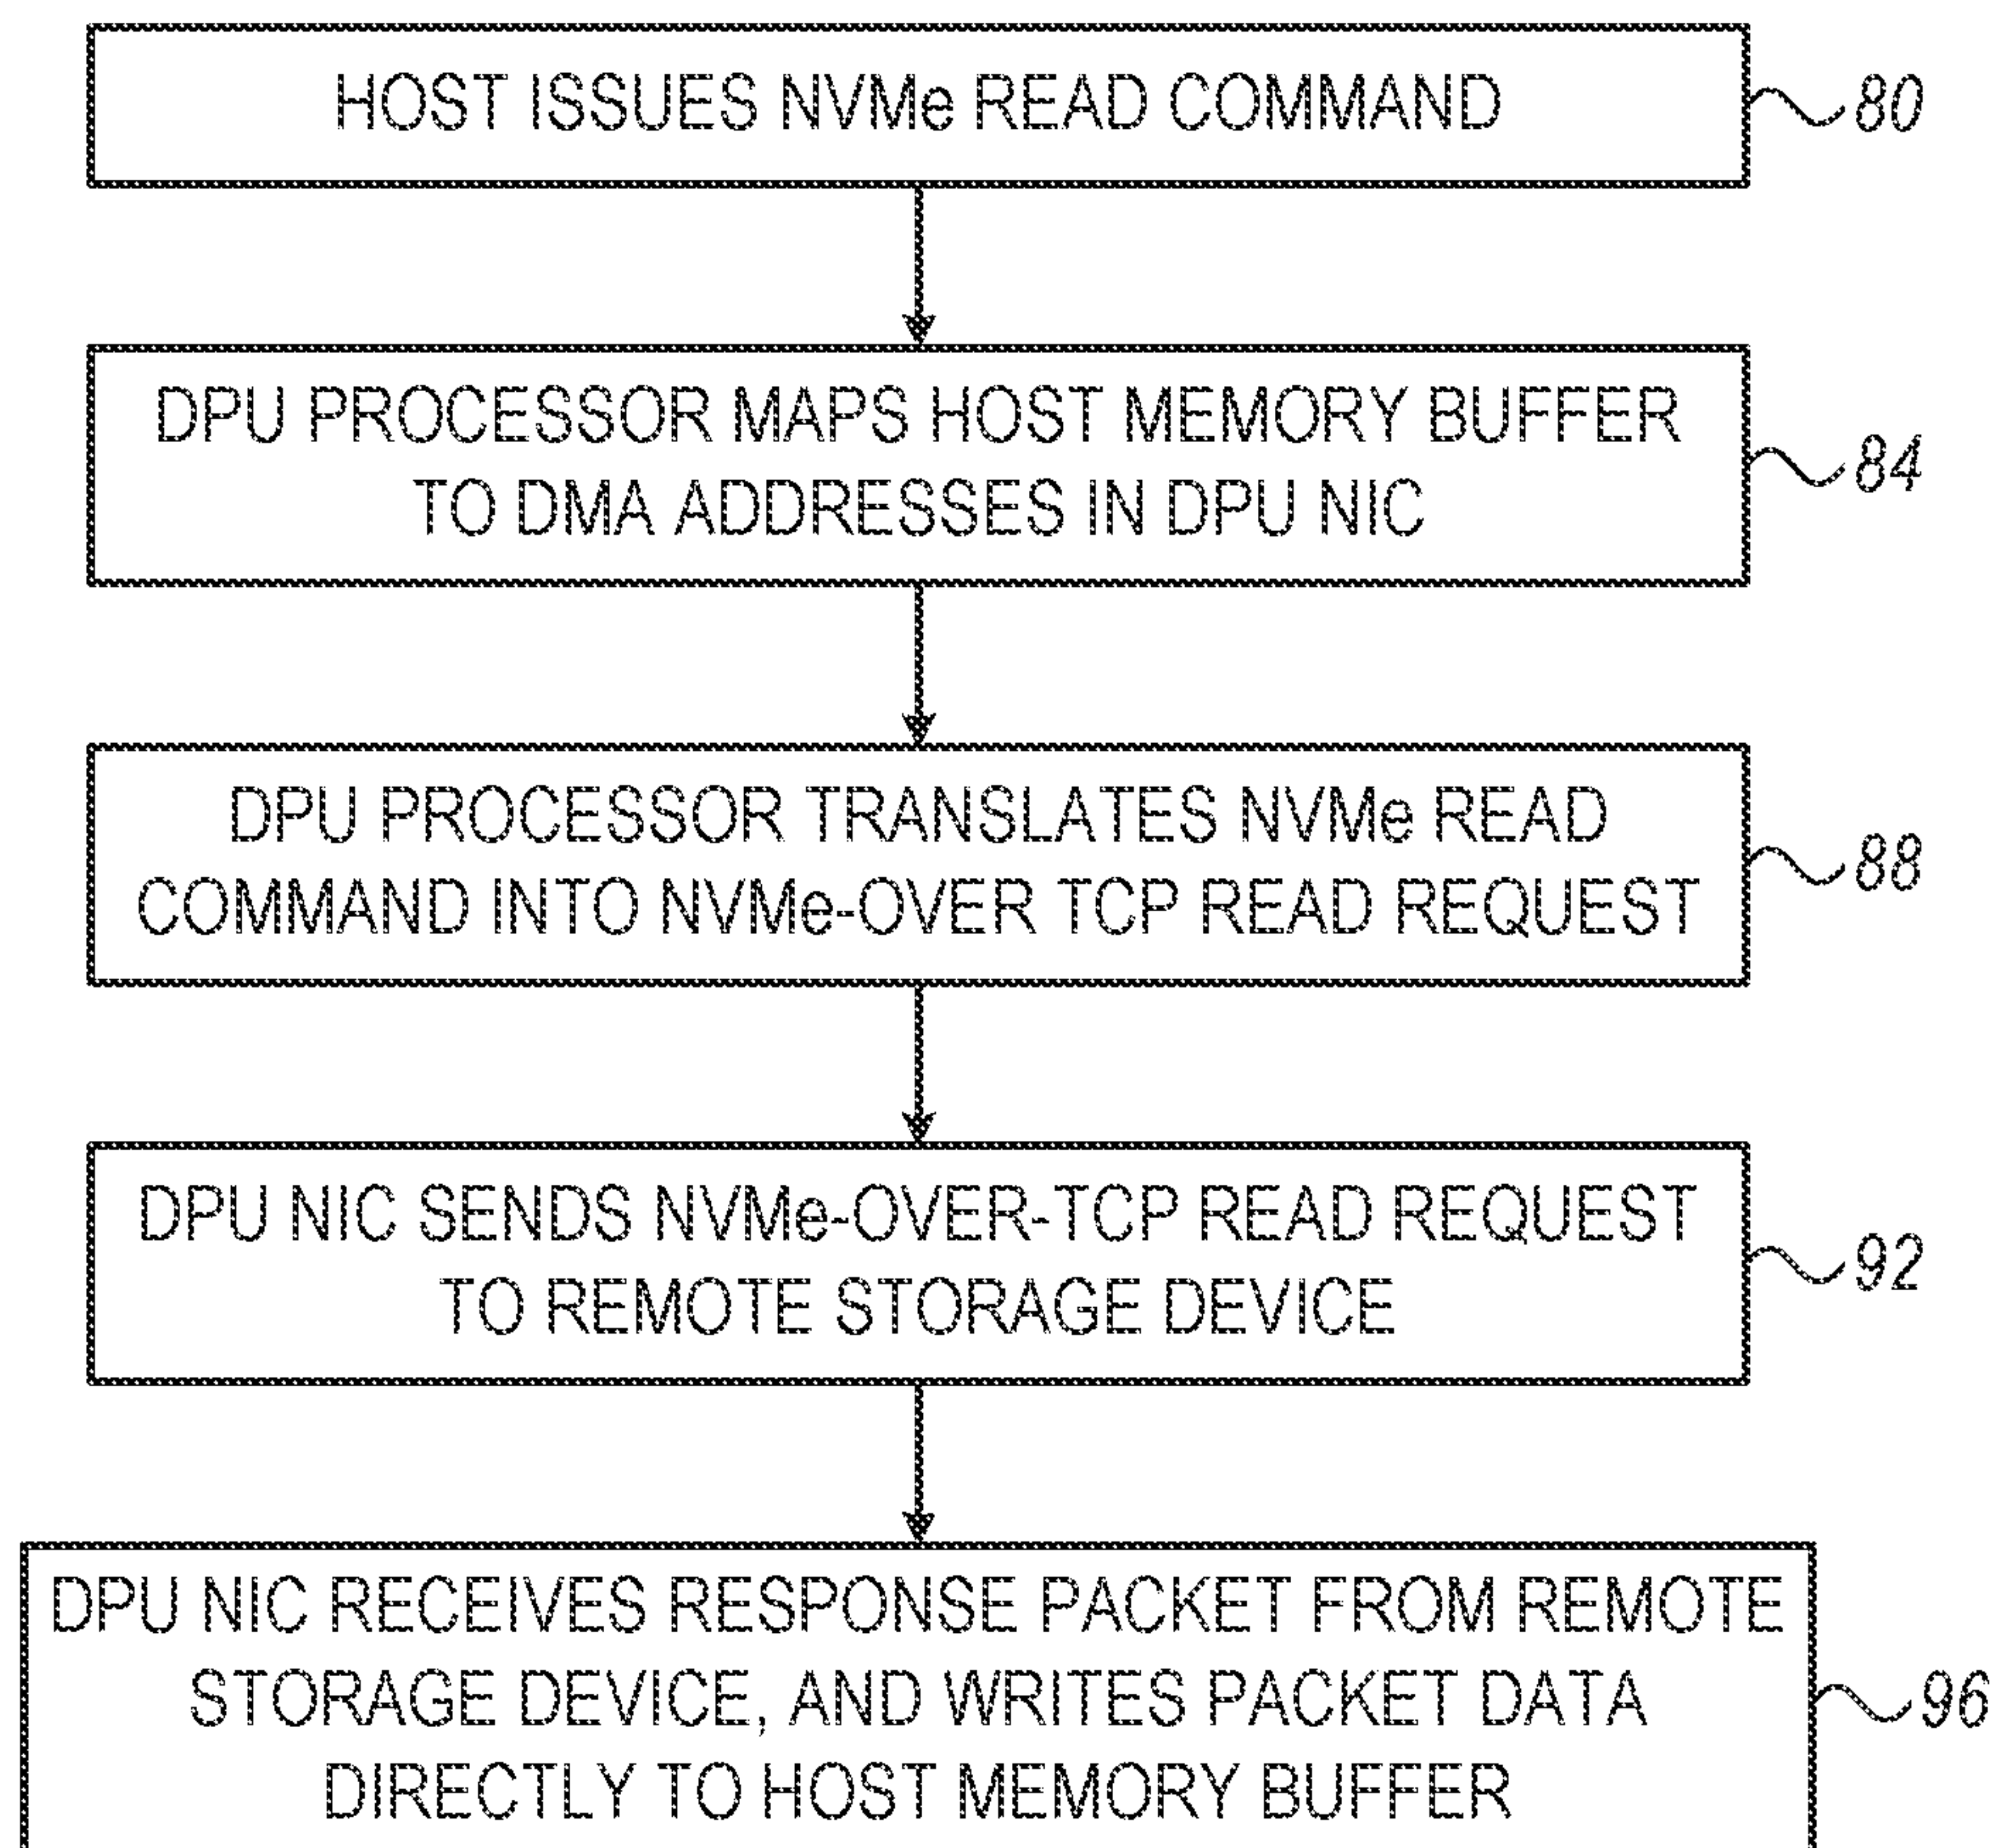 HOST ISSUES NVMe READ COMMAND
80
DPU PROCESSOR MAPS HOST MEMORY BUFFER
TO DMA ADDRESSES IN DPU NIC
84
DPU PROCESSOR TRANSLATES NVMe READ
COMMAND INTO NVMe-OVER TCP READ REQUEST
88
DPU NIC SENDS NVMe-OVER-TCP READ REQUEST
TO REMOTE STORAGE DEVICE
92
DPU NIC RECEIVES RESPONSE PACKET FROM REMOTE
STORAGE DEVICE, AND WRITES PACKET DATA
DIRECTLY TO HOST MEMORY BUFFER
96